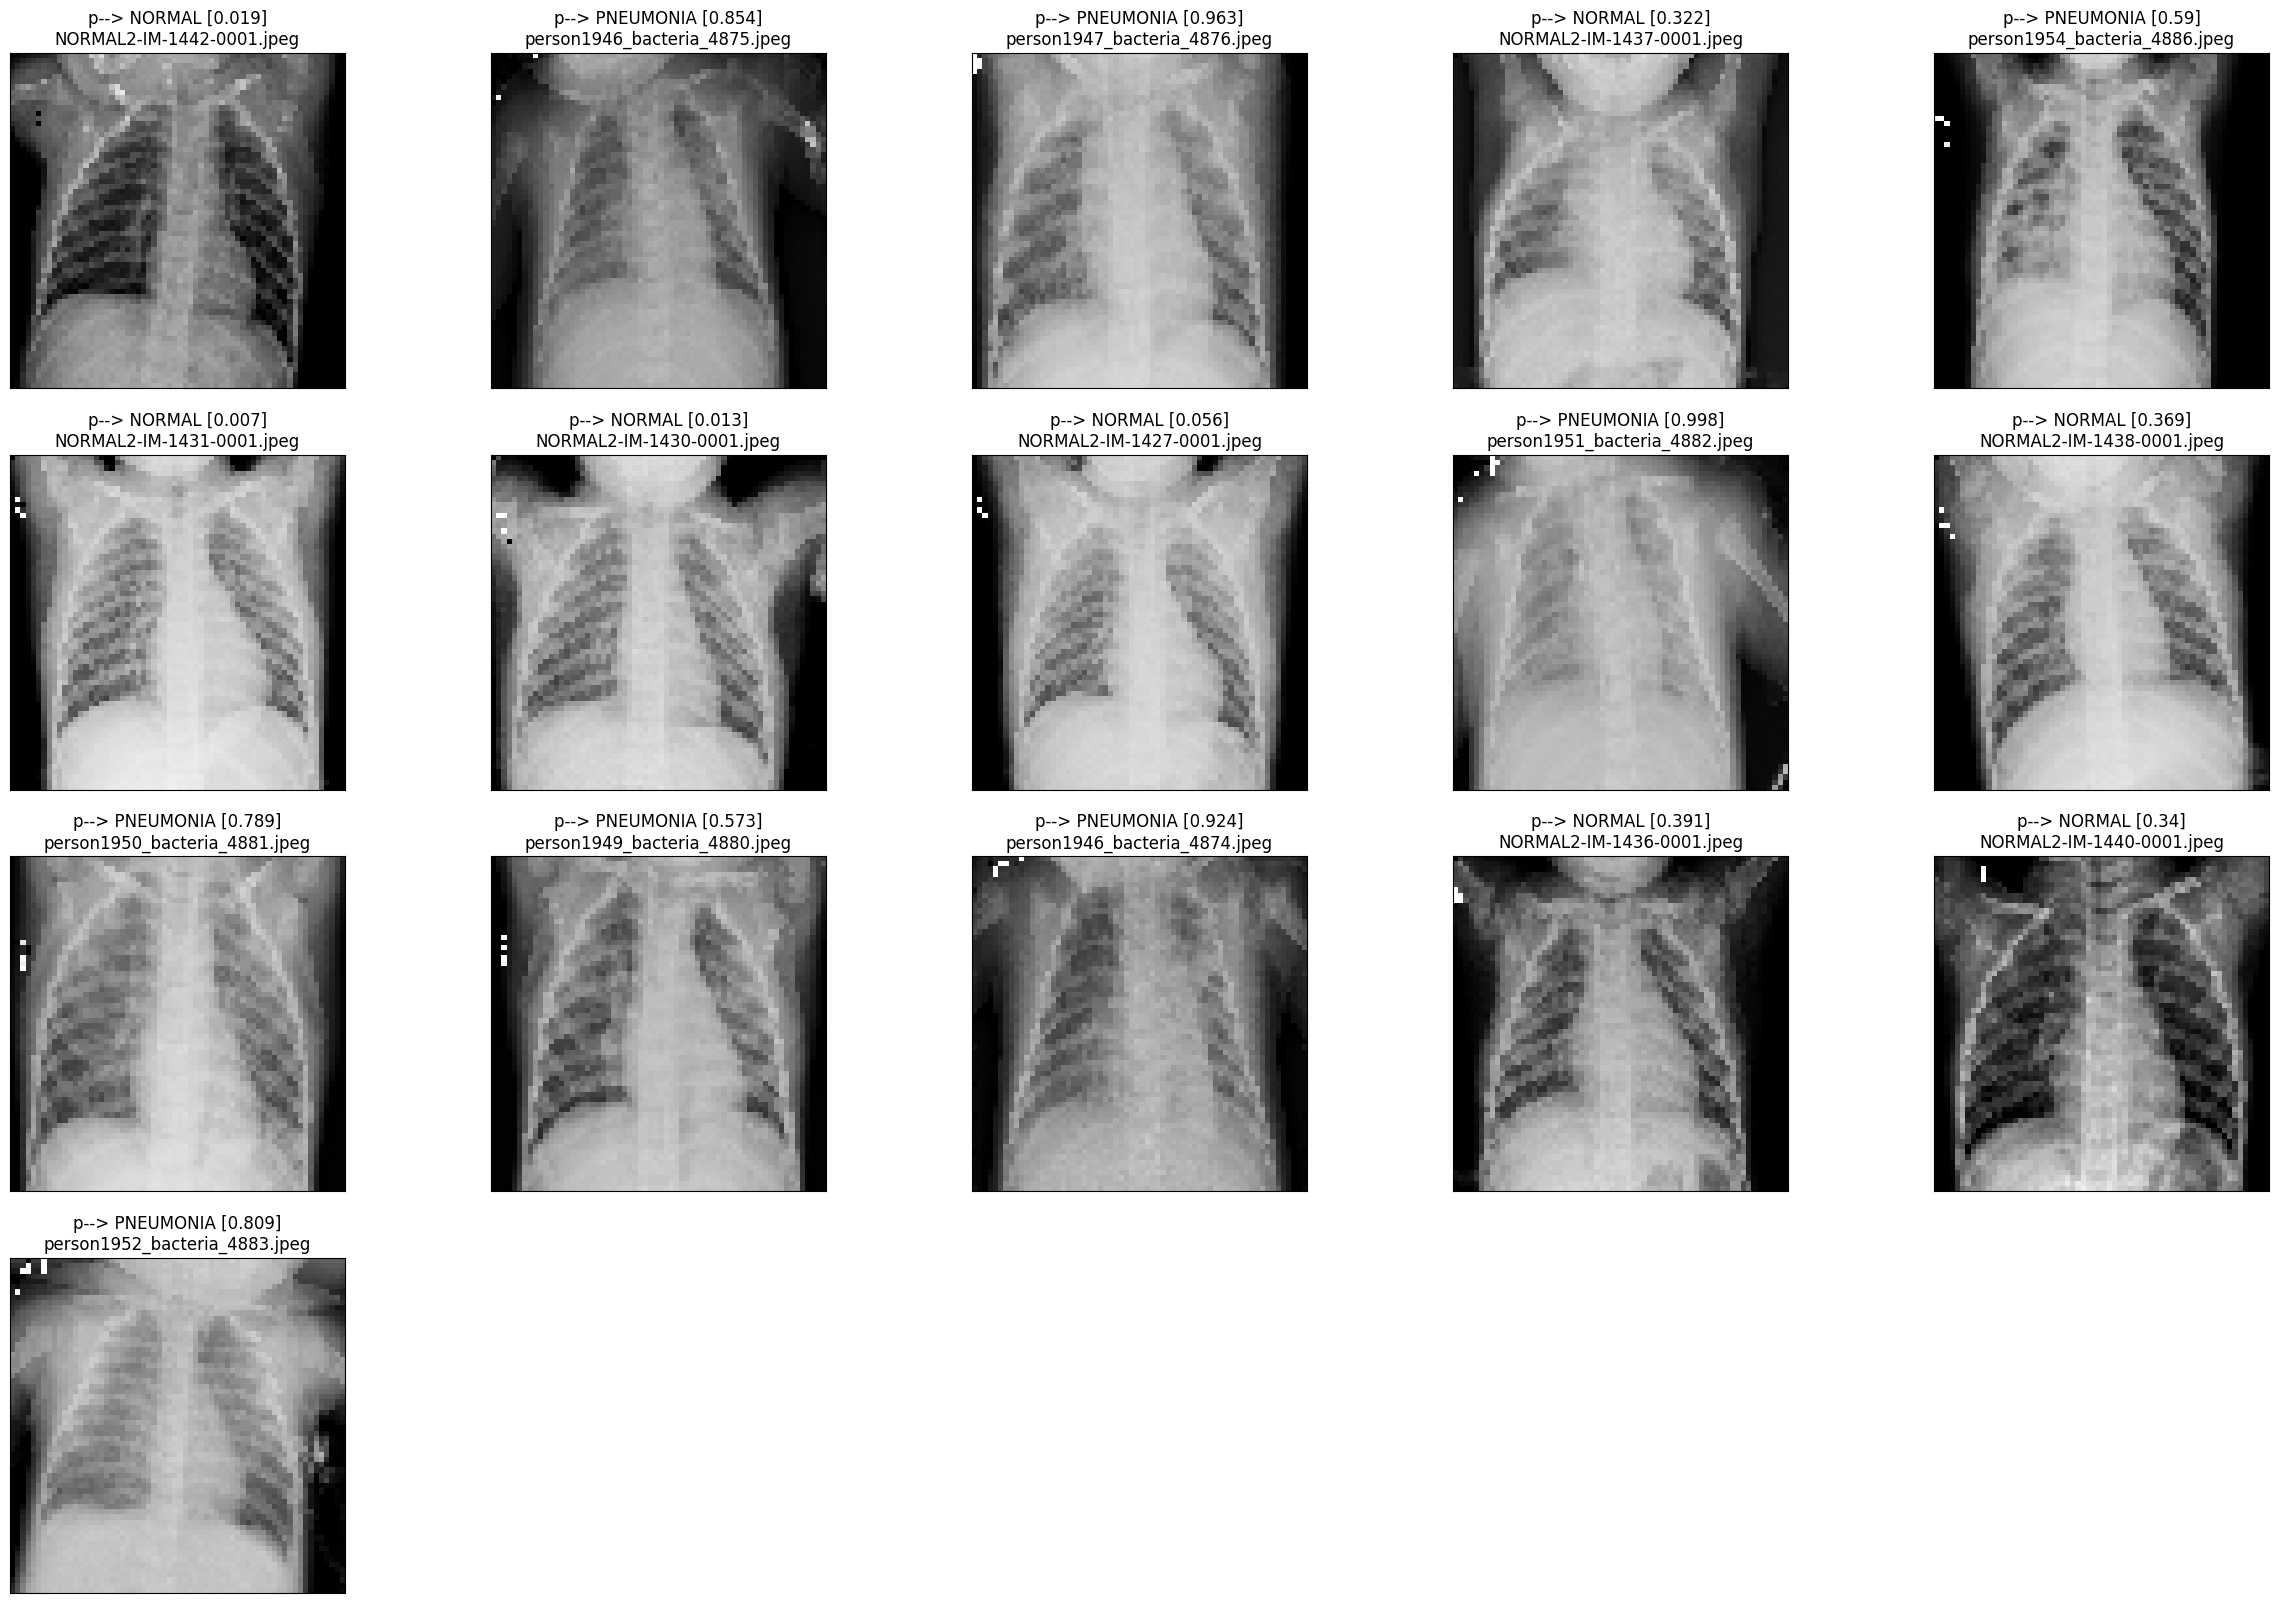 p--> NORMAL [0.019]
NORMAL2-IM-1442-0001.jpeg
p--> PNEUMONIA [0.854]
person1946_bacteria_4875.jpeg
p--> PNEUMONIA [0.963]
person1947_bacteria_4876.jpeg
p--> NORMAL [0.322]
NORMAL2-IM-1437-0001.jpeg
p--> PNEUMONIA [0.59]
person1954_bacteria_4886.jpeg
p--> NORMAL [0.007]
NORMAL2-IM-1431-0001.jpeg
p--> NORMAL [0.013]
NORMAL2-IM-1430-0001.jpeg
p--> NORMAL [0.056]
NORMAL2-IM-1427-0001.jpeg
p--> PNEUMONIA [0.998]
person1951_bacteria_4882.jpeg
p--> NORMAL [0.369]
NORMAL2-IM-1438-0001.jpeg
p--> PNEUMONIA [0.789]
person1950_bacteria_4881.jpeg
p--> PNEUMONIA [0.573]
person1949_bacteria_4880.jpeg
p--> PNEUMONIA [0.924]
person1946_bacteria_4874.jpeg
p--> NORMAL [0.391]
NORMAL2-IM-1436-0001.jpeg
p--> NORMAL [0.34]
NORMAL2-IM-1440-0001.jpeg
p--> PNEUMONIA [0.809]
person1952_bacteria_4883.jpeg